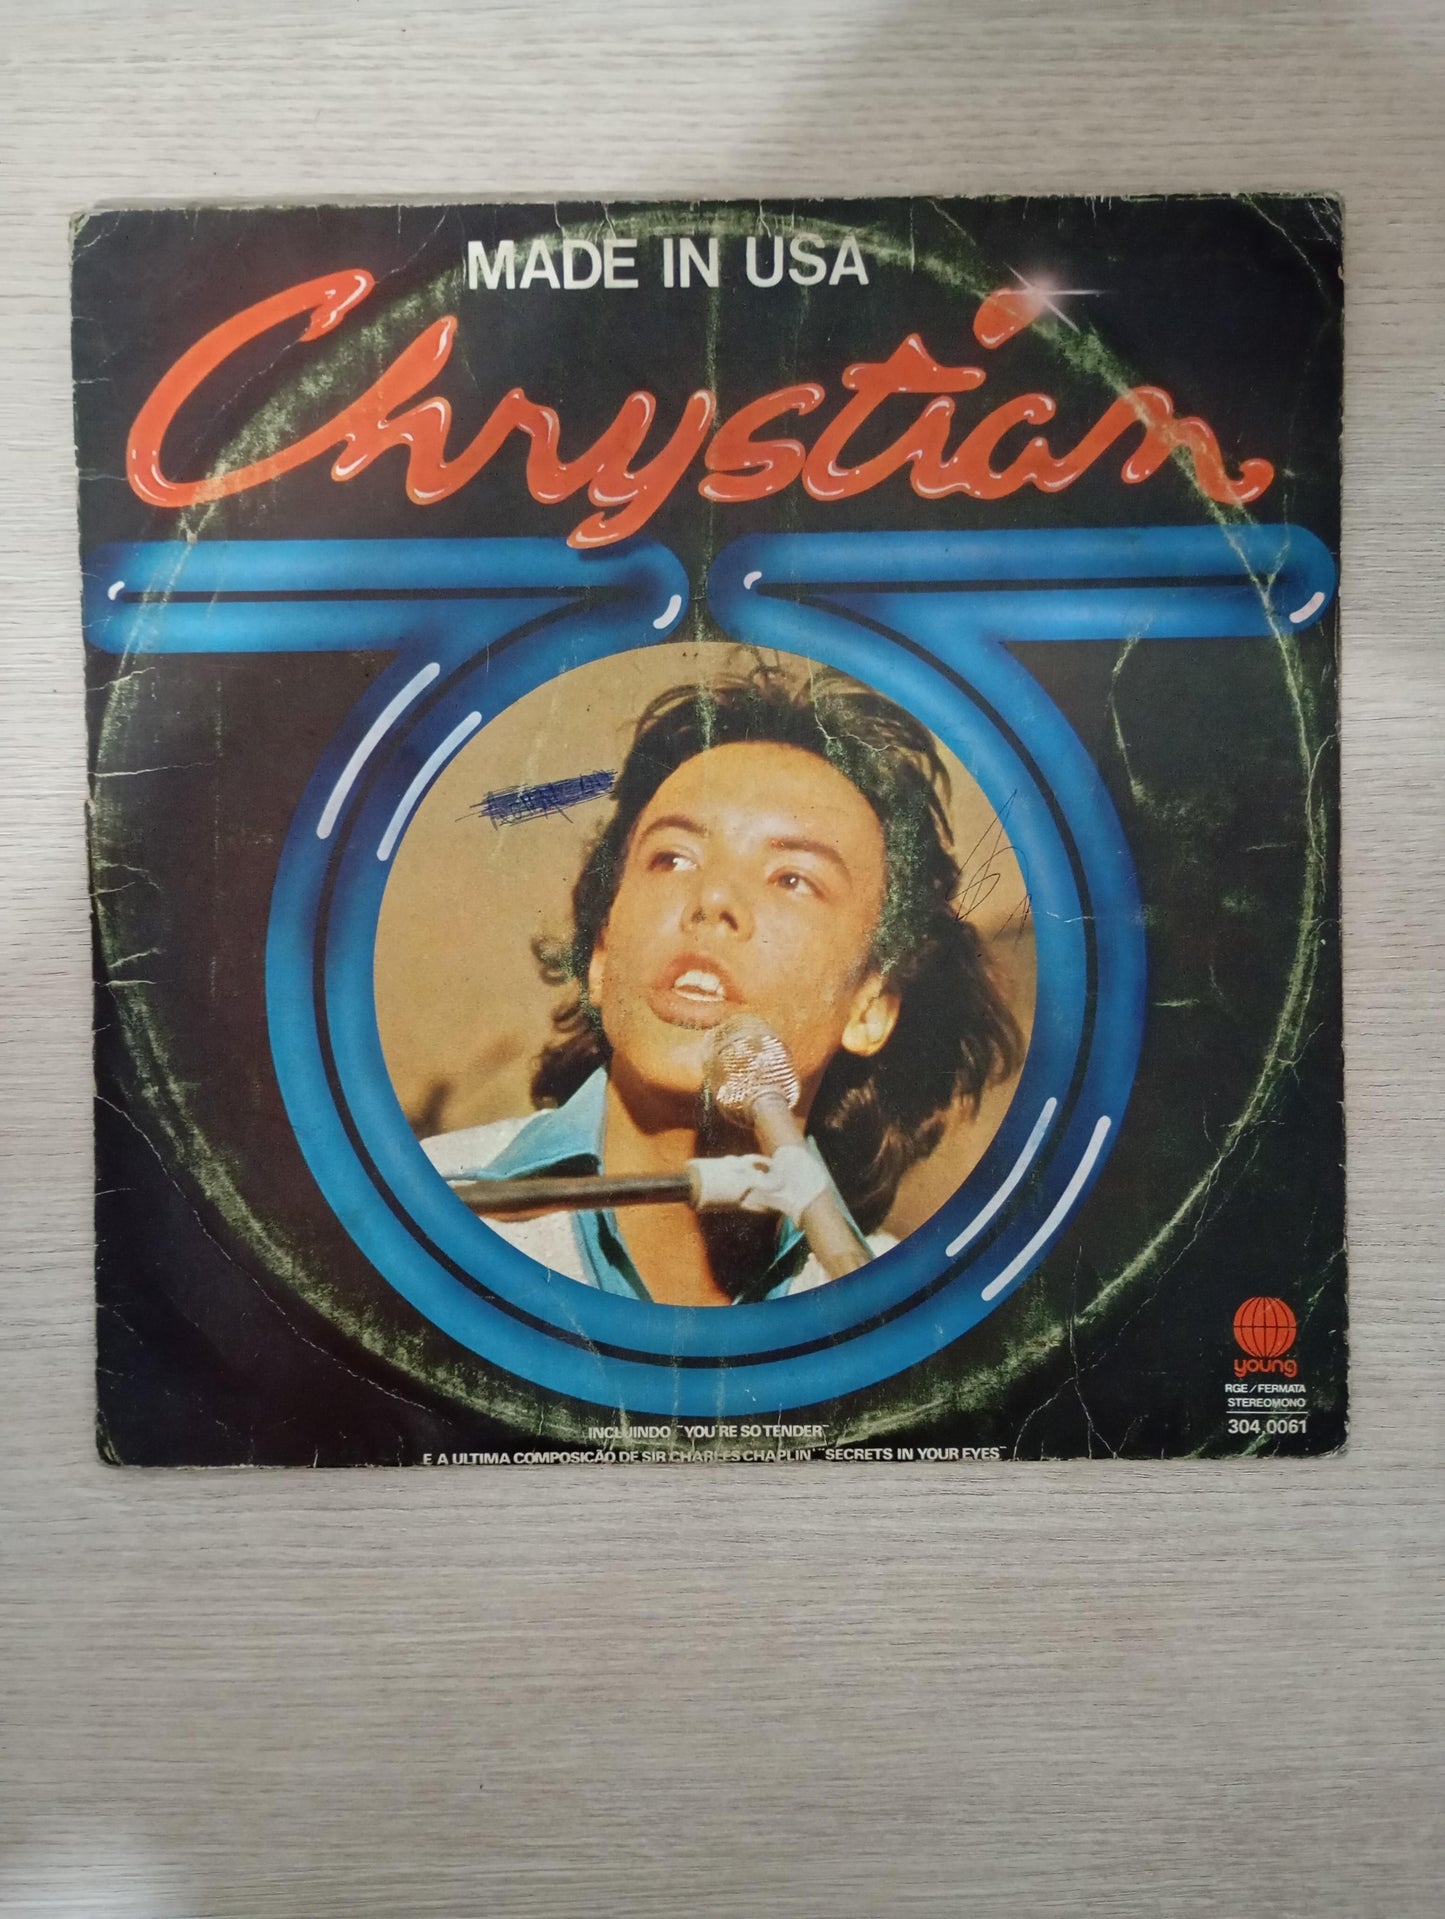 MADE IN USA
Chrystian
young
RGE/FERMATA
STEREOMONO
304.0061
INCLUINDO "YOU'RE SO TENDER"
E A ULTIMA COMPOSIÇÃO DE SIR CHARLES CHAPLIN "SECRETS IN YOUR EYES"